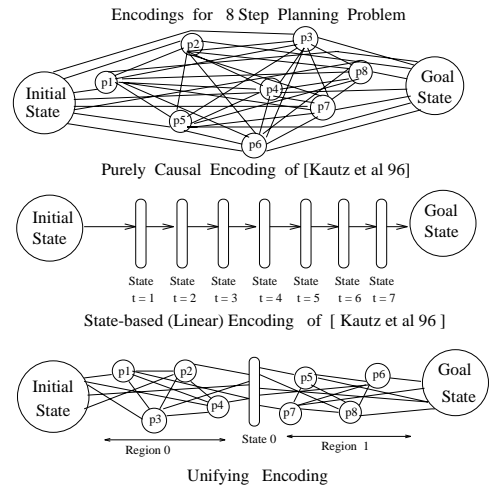 Encodings for 8 Step Planning Problem
p3
p2
Initial
State
p1
p8
Goal
State
p4
p7
p5
p6
Purely Causal Encoding of [Kautz et al 96]
Initial
State
Goal
State
State State State State State State State
t = 1 t = 2 t = 3 t = 4 t = 5 t = 6 t = 7
State-based (Linear) Encoding of [ Kautz et al 96 ]
Initial
State
p1 p2
p3
p4
State 0
p5
p6
p7 p8
Goal
State
Region 0
Region 1
Unifying Encoding